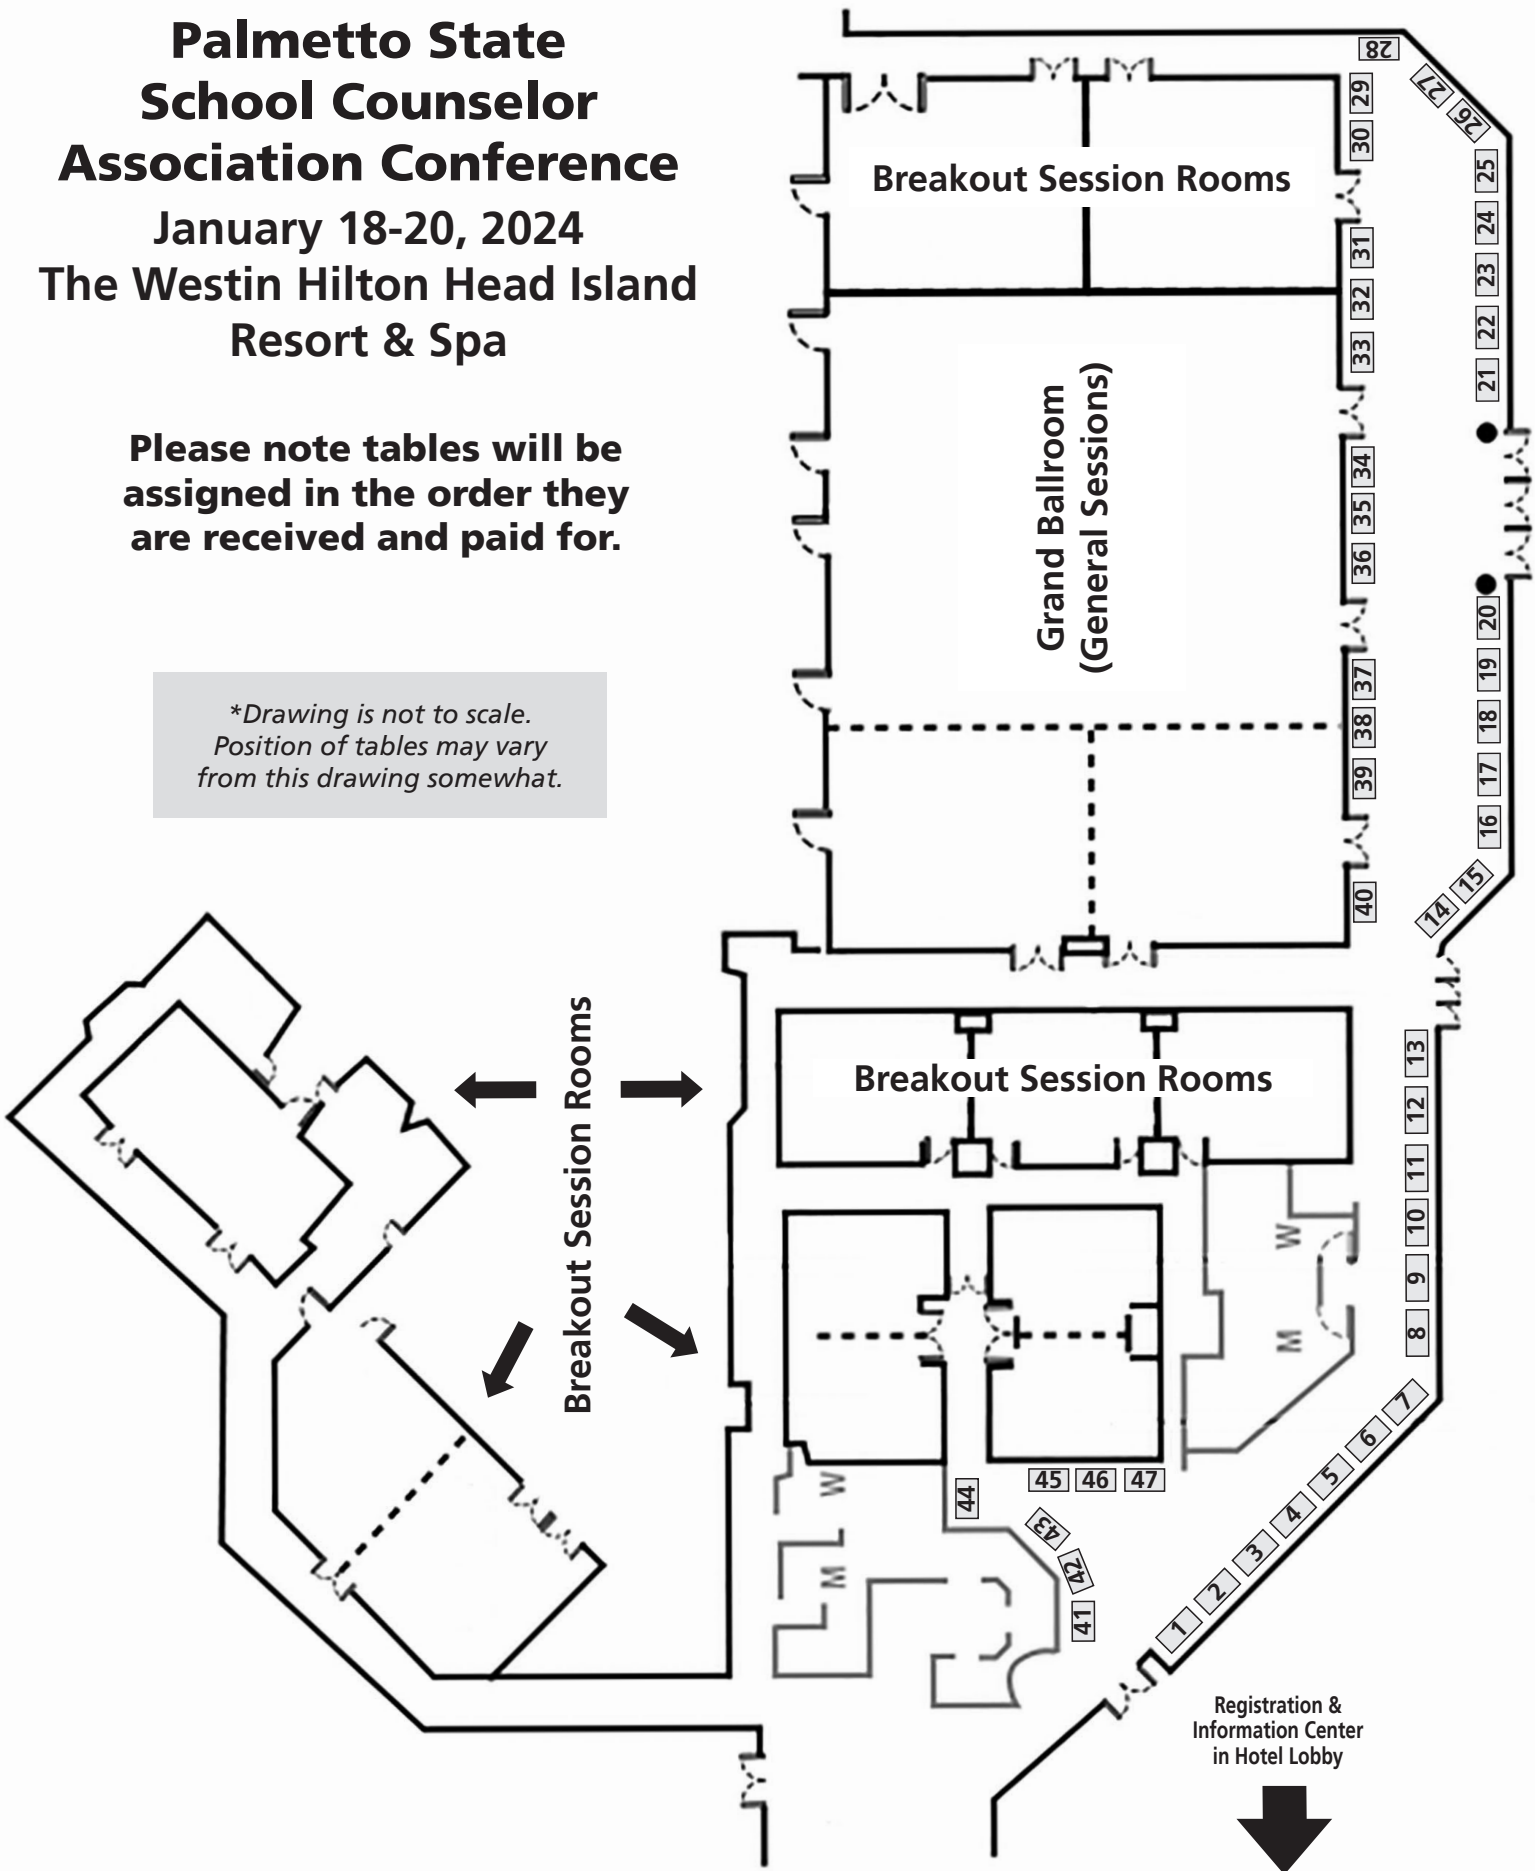 Palmetto State
School Counselor
Association Conference
January 18-20, 2024
The Westin Hilton Head Island
Resort & Spa
Please note tables will be
assigned in the order they
are received and paid for.
*Drawing is not to scale.
Position of tables may vary
from this drawing somewhat.
28
27
26
29
30
25
24
23
22
21
Breakout Session Rooms
31
32
33
Grand Ballroom
(General Sessions)
34
35
36
20
19
18
17
16
37
38
39
40
15
14
Breakout Session Rooms
Breakout Session Rooms
13
12
11
10
9
8
W
M
7
6
5
4
3
2
1
W
M
44
45
46
47
43
42
41
Registration &
Information Center
in Hotel Lobby